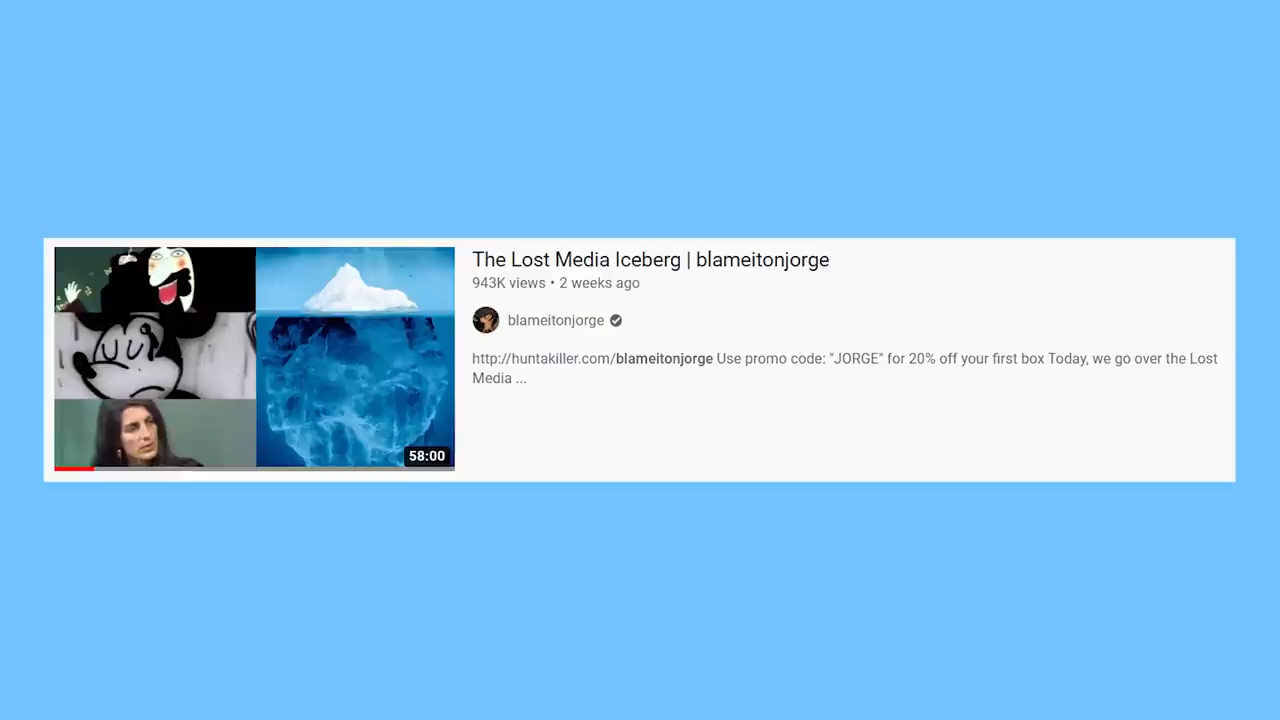 The Lost Media Iceberg | blameitonjorge
943K views • 2 weeks ago
blameitonjorge
http://huntakiller.com/blameitonjorge Use promo code: "JORGE" for 20% off your first box Today, we go over the Lost
Media ...
58:00